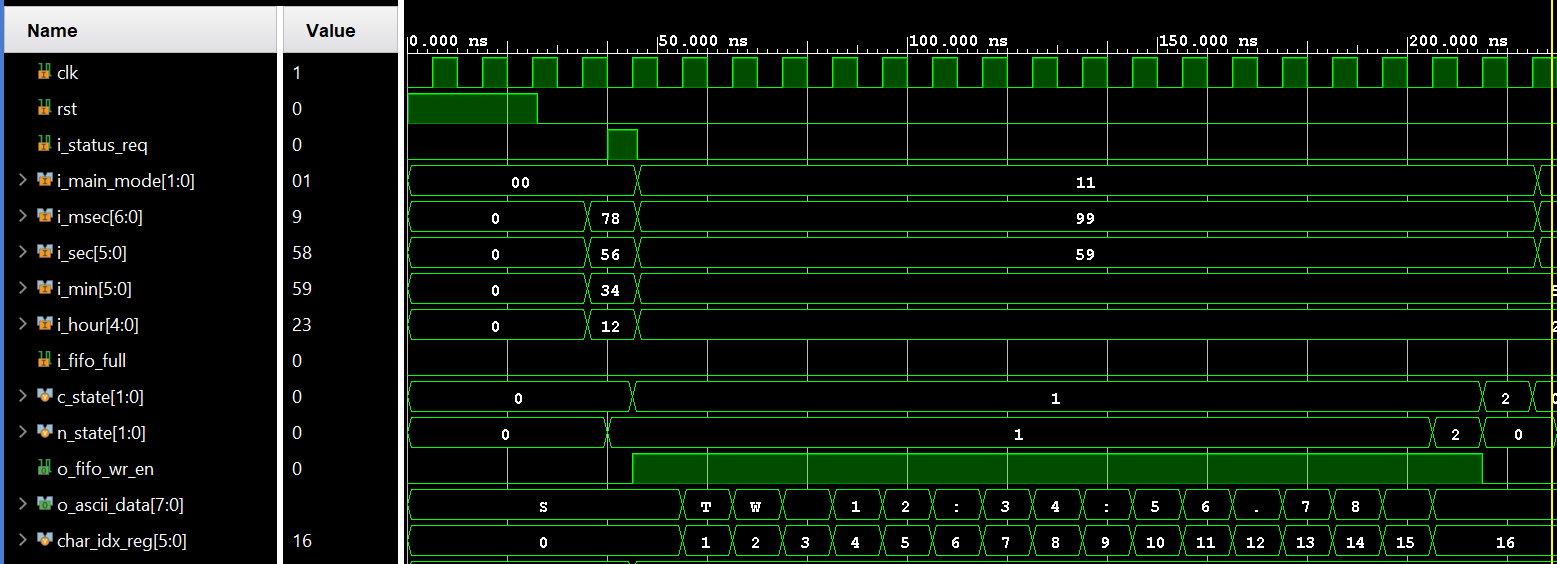 Name Value
0.000 ns 50.000 ns 100.000 ns 150.000 ns 200.000 ns
clk 1
rst 0
i_status_req 0
i_main_mode[1:0] 01 00 11
i_msec[6:0] 9 0 78 99
i_sec[5:0] 58 0 56 59
i_min[5:0] 59 0 34
i_hour[4:0] 23 0 12
i_fifo_full 0
c_state[1:0] 0 0 1 2 0
n_state[1:0] 0 0 1 2 0
o_fifo_wr_en 0
o_ascii_data[7:0] S T W 1 2 : 3 4 : 5 6 . 7 8
char_idx_reg[5:0] 16 0 1 2 3 4 5 6 7 8 9 10 11 12 13 14 15 16